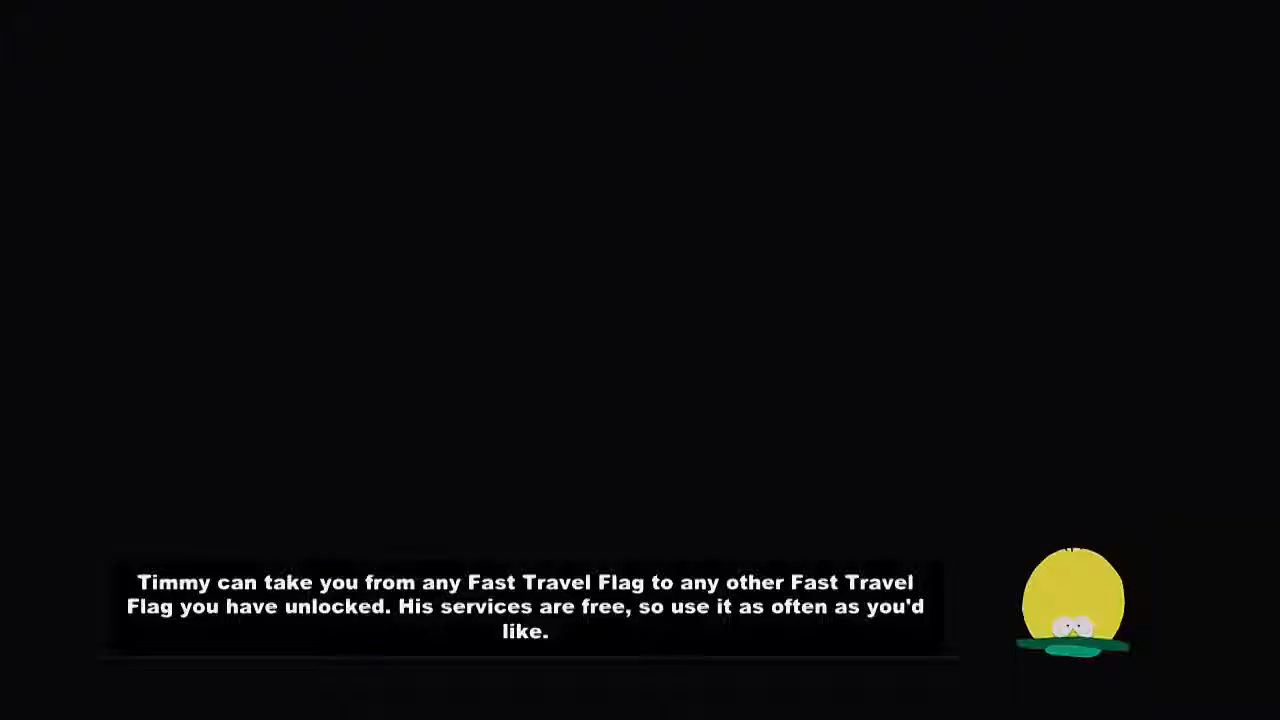 Timmy can take you from any Fast Travel Flag to any other Fast Travel
Flag you have unlocked. His services are free, so use it as often as you'd
like.